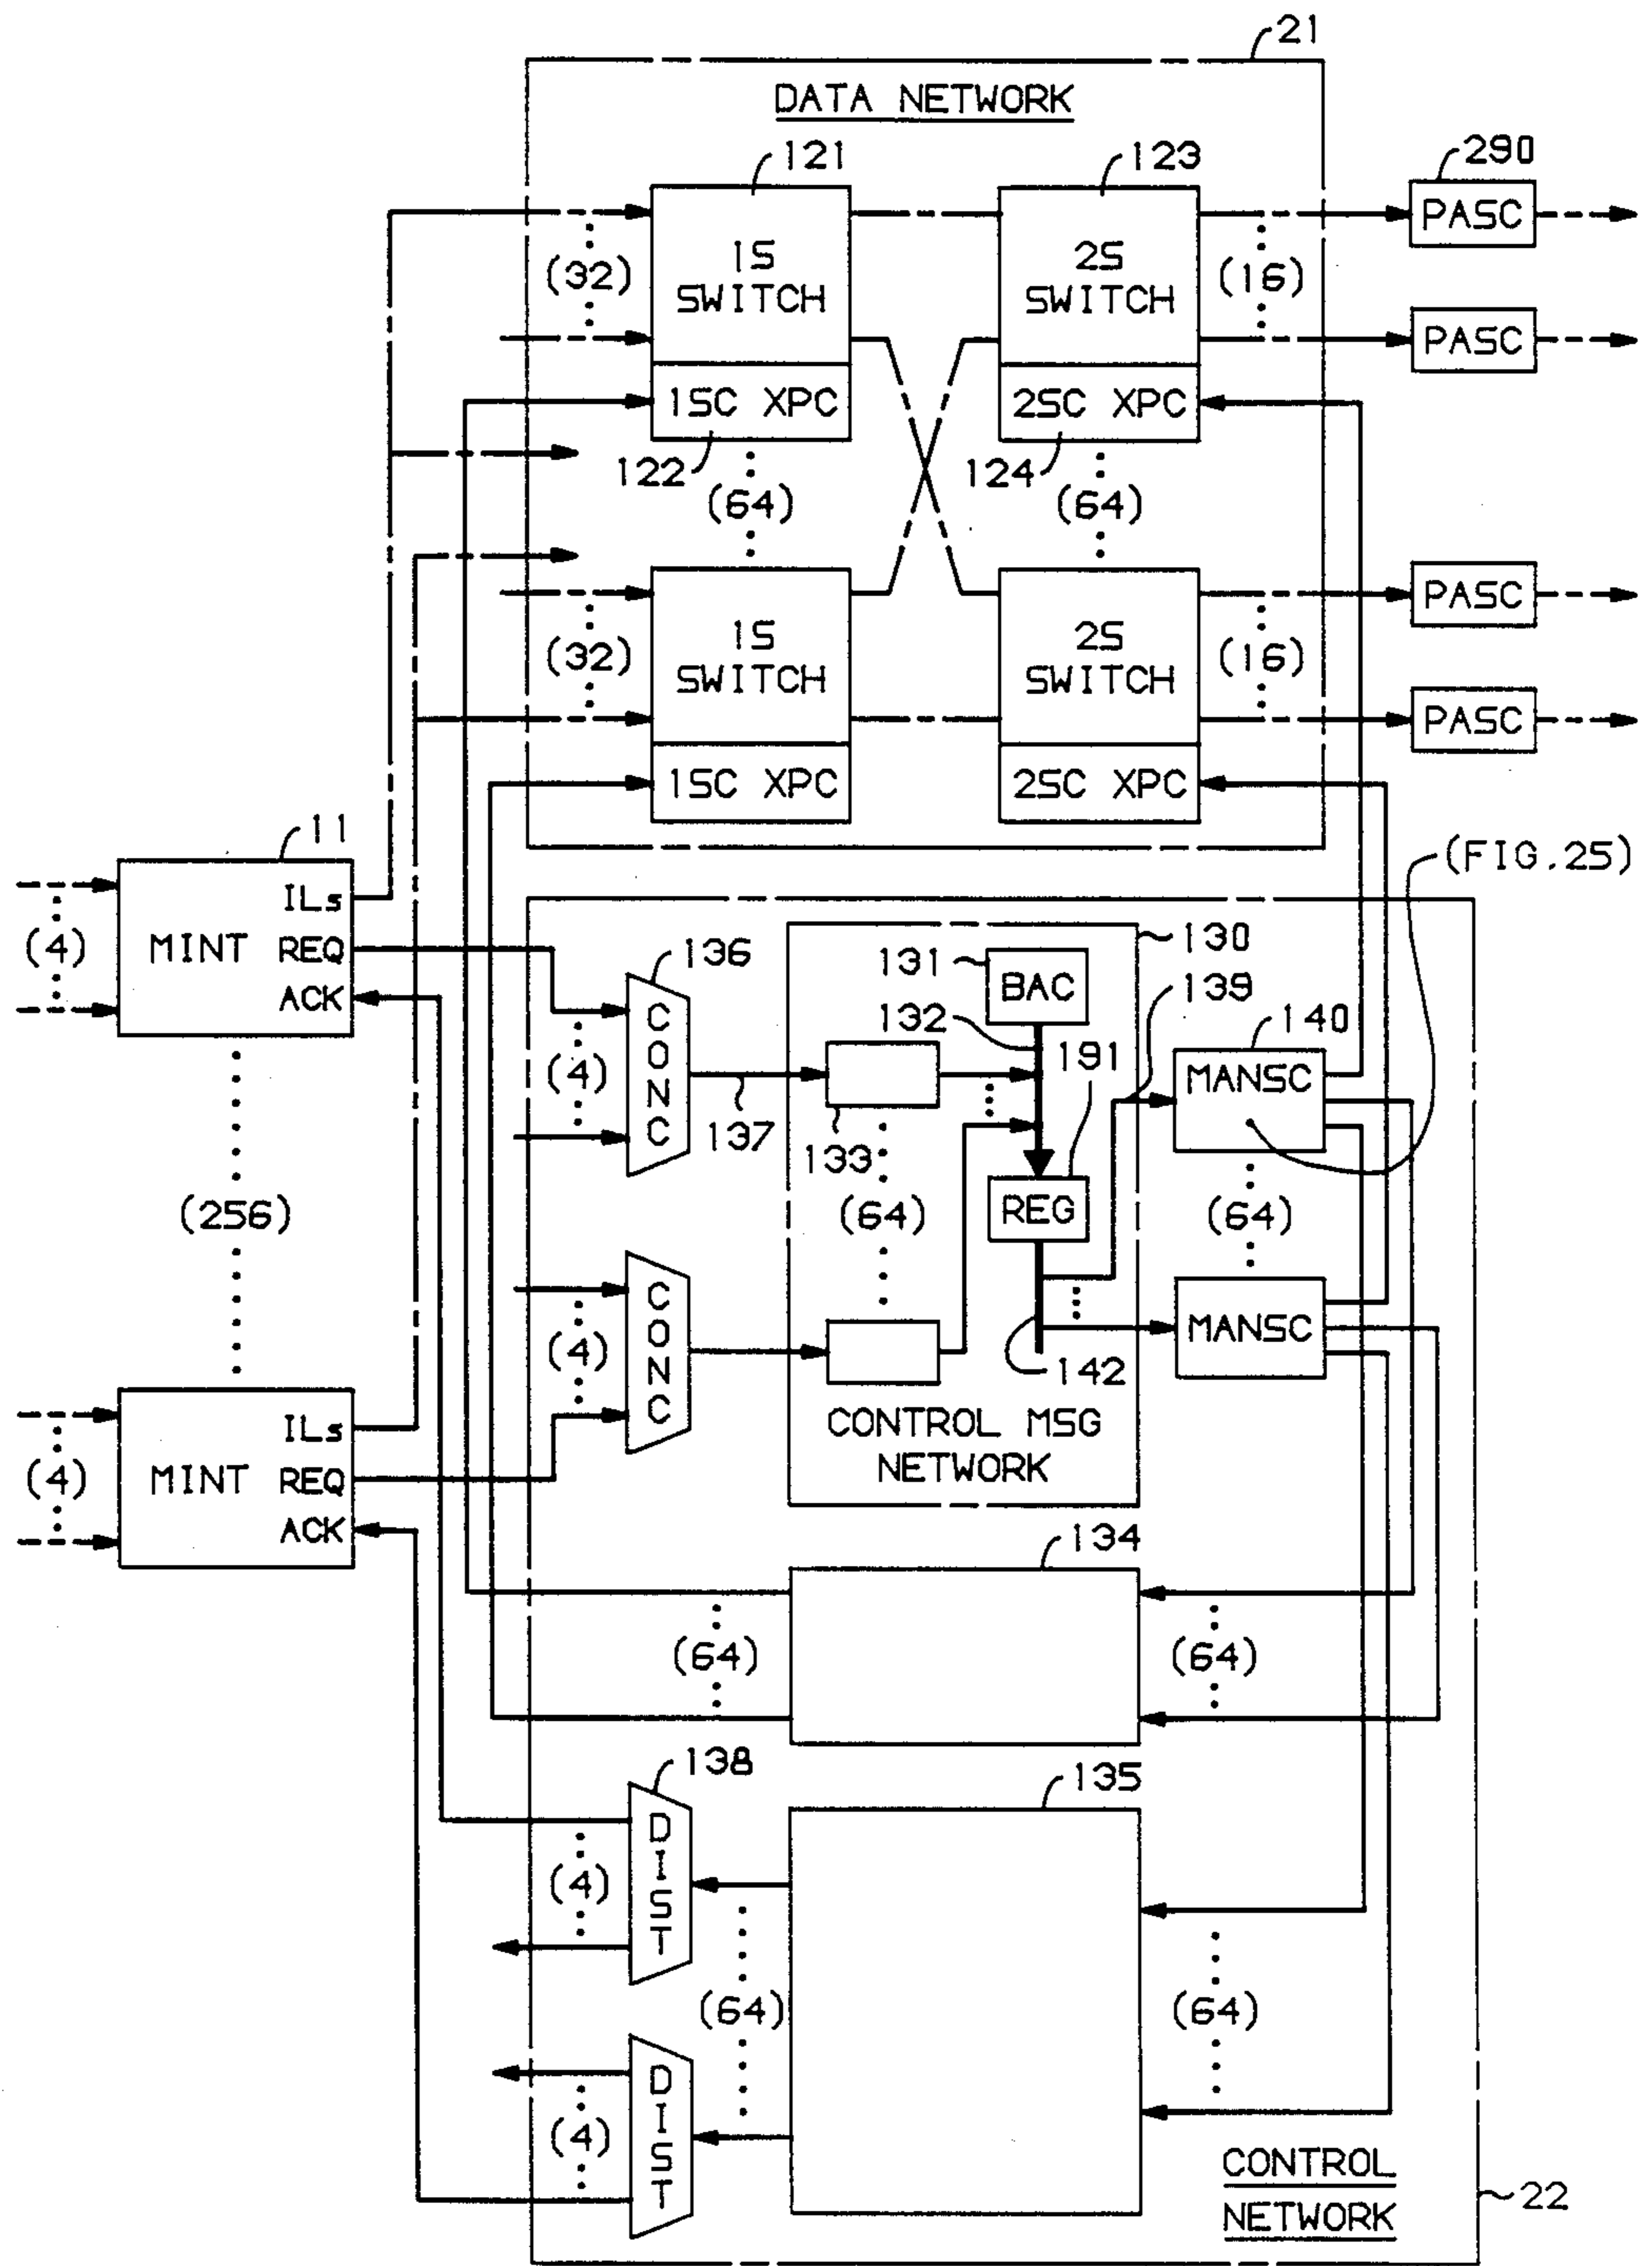 21
DATA NETWORK
121
123
290
1S
SWITCH
2S
SWITCH
(32)
(16)
PASC
PASC
1SC XPC
2SC XPC
122
124
(64)
(64)
1S
SWITCH
2S
SWITCH
(32)
(16)
PASC
PASC
1SC XPC
2SC XPC
11
(FIG.25)
(4)
MINT
ILs
REQ
ACK
136
CONC
(4)
137
130
131
BAC
132
139
191
133
(64)
REG
140
MANSC
(64)
(256)
CONC
(4)
142
MANSC
CONTROL MSG
NETWORK
(4)
MINT
ILs
REQ
ACK
134
(64)
(64)
138
DIST
(4)
135
(64)
(64)
DIST
(4)
CONTROL
NETWORK
22